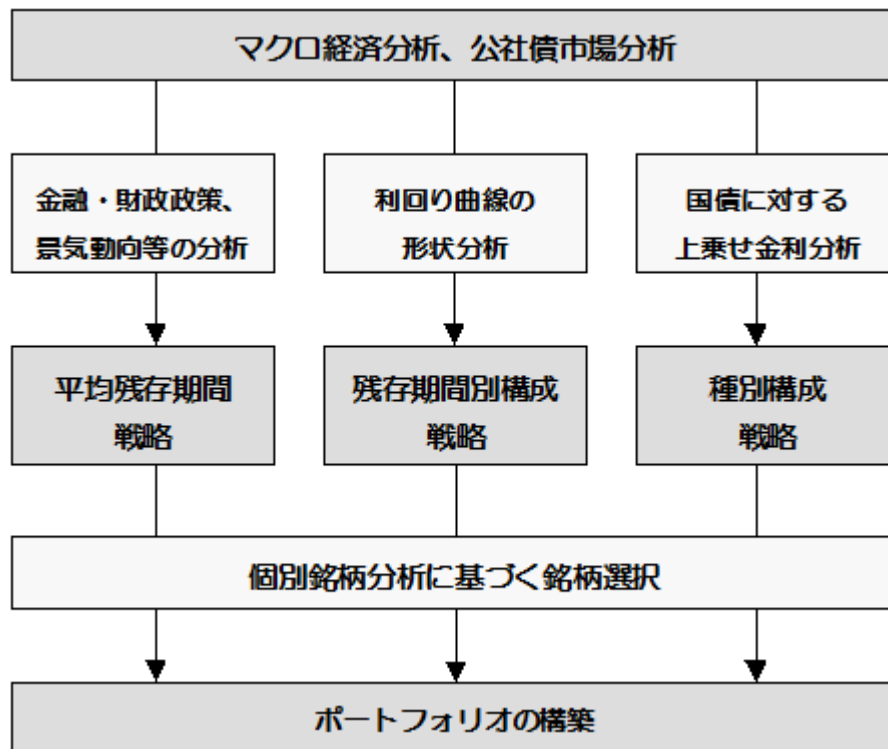 マクロ経済分析、公社債市場分析
金融・財政政策、
景気動向等の分析
利回り曲線の
形状分析
国債に対する
上乗せ金利分析
平均残存期間
戦略
残存期間別構成
戦略
種別構成
戦略
個別銘柄分析に基づく銘柄選択
ポートフォリオの構築